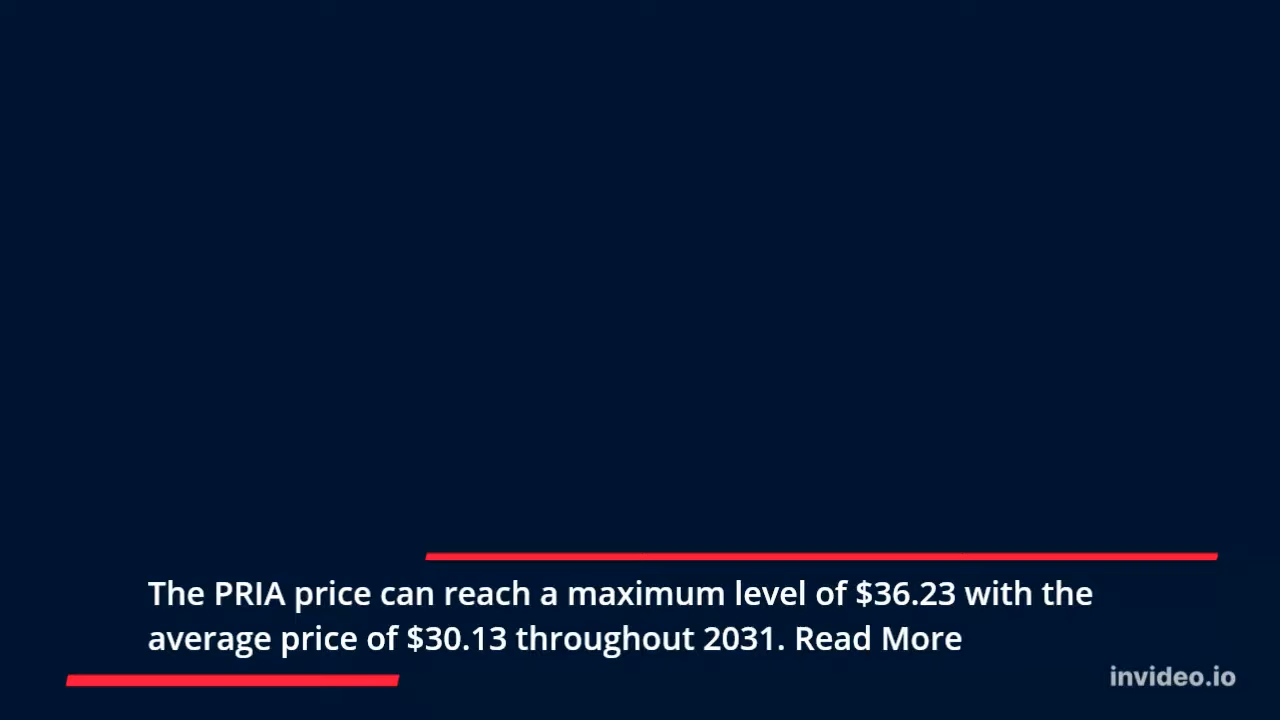 The PRIA price can reach a maximum level of $36.23 with the
average price of $30.13 throughout 2031. Read More
invideo.io